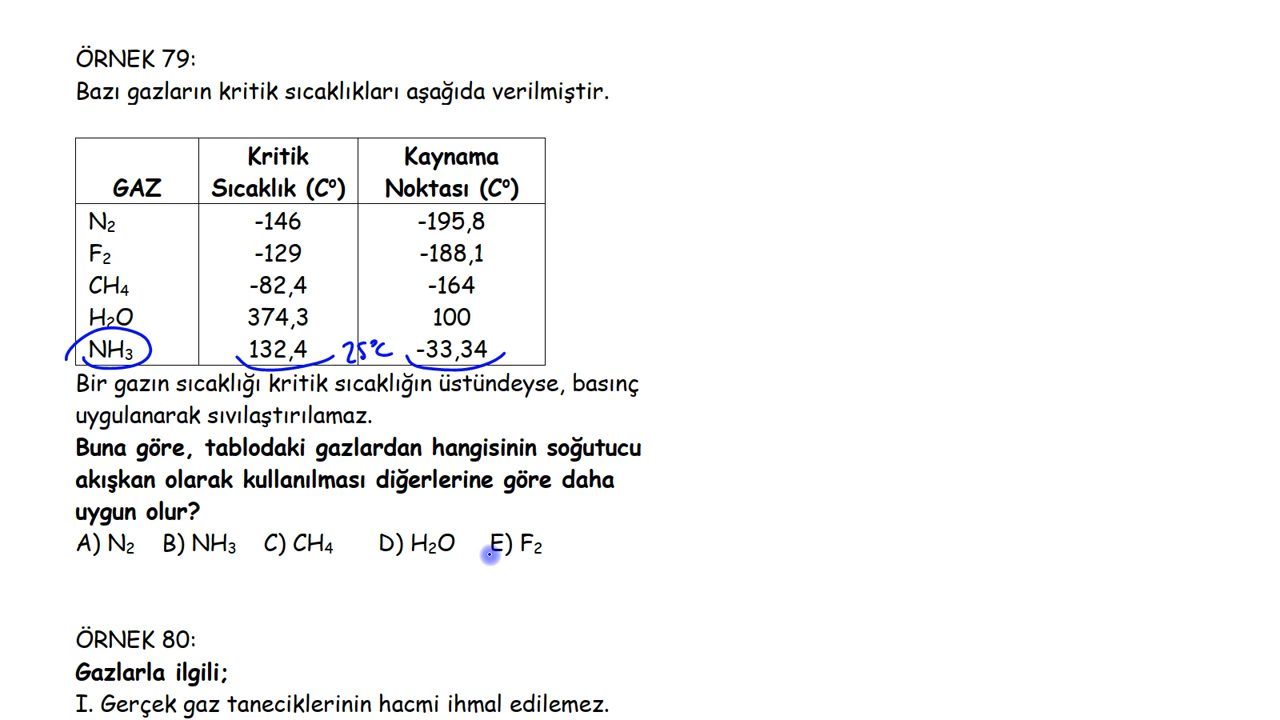 ÖRNEK 79:
Bazı gazların kritik sıcaklıkları aşağıda verilmiştir.
GAZ Kritik Sıcaklık (Cº) Kaynama Noktası (Cº)
N₂ -146 -195,8
F₂ -129 -188,1
CH₄ -82,4 -164
H₂O 374,3 100
NH₃ 132,4 25°C -33,34
Bir gazın sıcaklığı kritik sıcaklığın üstündeyse, basınç
uygulanarak sıvılaştırılamaz.
Buna göre, tablodaki gazlardan hangisinin soğutucu
akışkan olarak kullanılması diğerlerine göre daha
uygun olur?
A) N₂ B) NH₃ C) CH₄ D) H₂O E) F₂
ÖRNEK 80:
Gazlarla ilgili;
I. Gerçek gaz taneciklerinin hacmi ihmal edilemez.